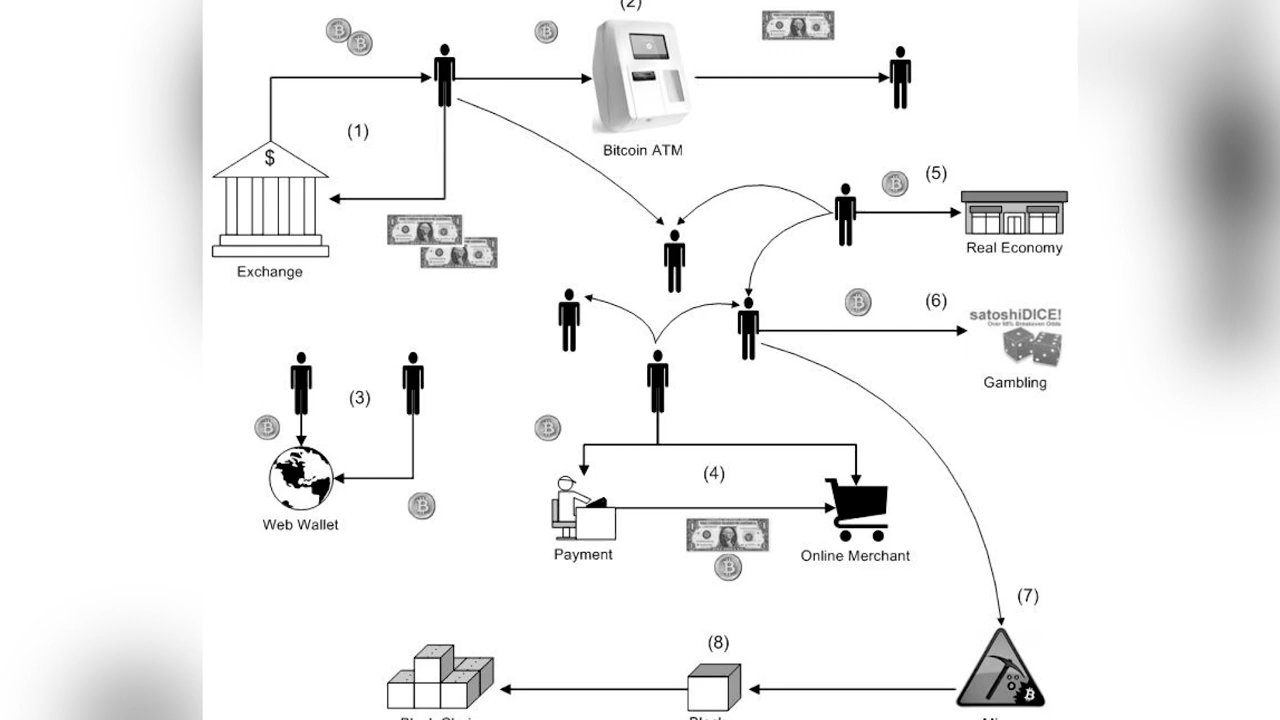 (2)
(1)
$
Bitcoin ATM
(5)
Exchange
Real Economy
(6)
satoshiDICE!
Gambling
(3)
(4)
Web Wallet
Payment
Online Merchant
(7)
(8)